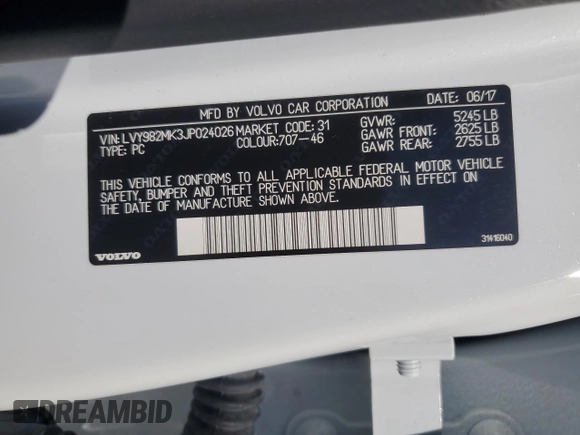 MFD BY VOLVO CAR CORPORATION DATE: 06/17
VIN:LVY982MK3JP024026 MARKET CODE: 31 GVWR: 5245 LB
TYPE: PC COLOUR:707-46 GAWR FRONT: 2625 LB
GAWR REAR: 2755 LB
THIS VEHICLE CONFORMS TO ALL APPLICABLE FEDERAL MOTOR VEHICLE
SAFETY, BUMPER AND THEFT PREVENTION STANDARDS IN EFFECT ON
THE DATE OF MANUFACTURE SHOWN ABOVE.
VOLVO 31416040
DREAMBID